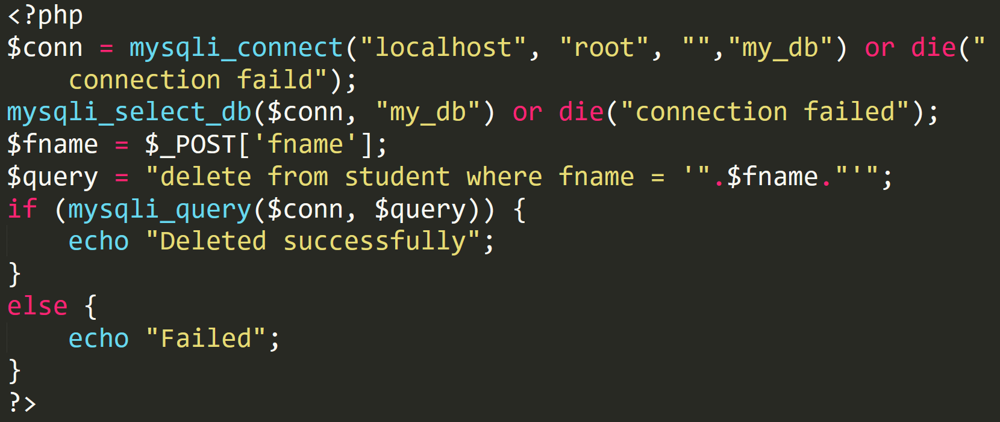 <?php
$conn = mysqli_connect("localhost", "root", "","my_db") or die("
    connection faild");
mysqli_select_db($conn, "my_db") or die("connection failed");
$fname = $_POST['fname'];
$query = "delete from student where fname = '".$fname."'";
if (mysqli_query($conn, $query)) {
    echo "Deleted successfully";
}
else {
    echo "Failed";
}
?>